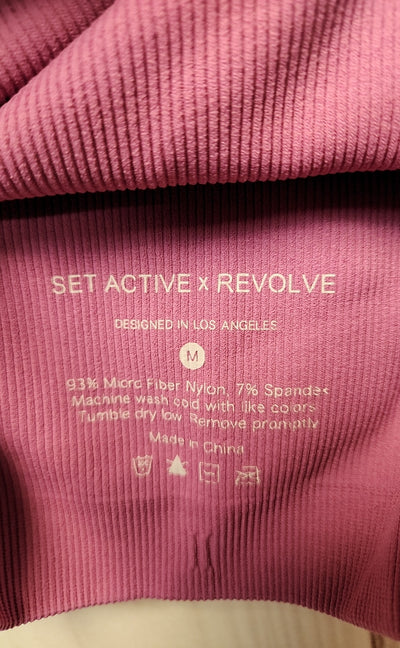 SET ACTIVE x REVOLVE
DESIGNED IN LOS ANGELES
M
93% Micro Fiber Nylon, 7% Spandex
Machine wash cold with like colors
Tumble dry low Remove promptly
Made in China